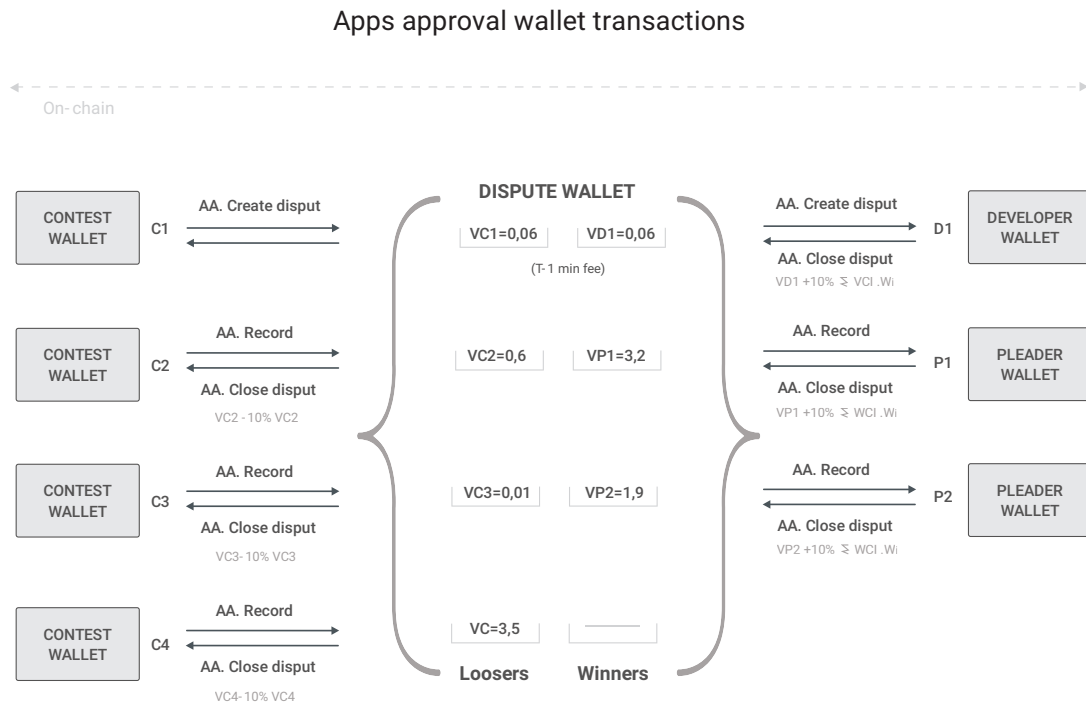 Apps approval wallet transactions
On-chain
CONTEST
WALLET
C1
AA. Create disput
DISPUTE WALLET
VC1=0,06
VD1=0,06
(T-1 min fee)
AA. Create disput
AA. Close disput
VD1 +10% ⅀ VCI .Wi
D1
DEVELOPER
WALLET
CONTEST
WALLET
C2
AA. Record
AA. Close disput
VC2 - 10% VC2
VC2=0,6
VP1=3,2
AA. Record
AA. Close disput
VP1 +10% ⅀ WCI .Wi
P1
PLEADER
WALLET
CONTEST
WALLET
C3
AA. Record
AA. Close disput
VC3- 10% VC3
VC3=0,01
VP2=1,9
AA. Record
AA. Close disput
VP2 +10% ⅀ WCI .Wi
P2
PLEADER
WALLET
CONTEST
WALLET
C4
AA. Record
AA. Close disput
VC4- 10% VC4
VC=3,5
Loosers
Winners